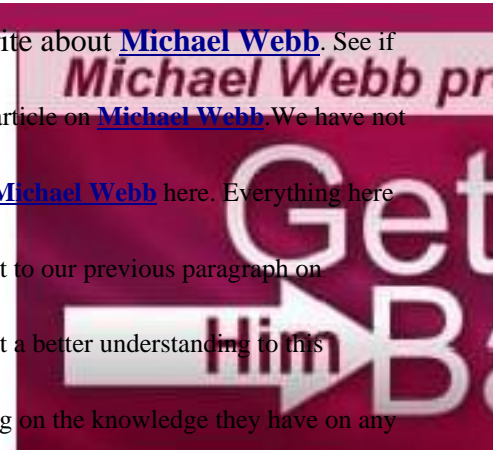 ite about Michael Webb. See if
Michael Webb pr
article on Michael Webb.We have not
Get
Michael Webb here. Everything here
t to our previous paragraph on
Him Ba
t a better understanding to this
g on the knowledge they have on any